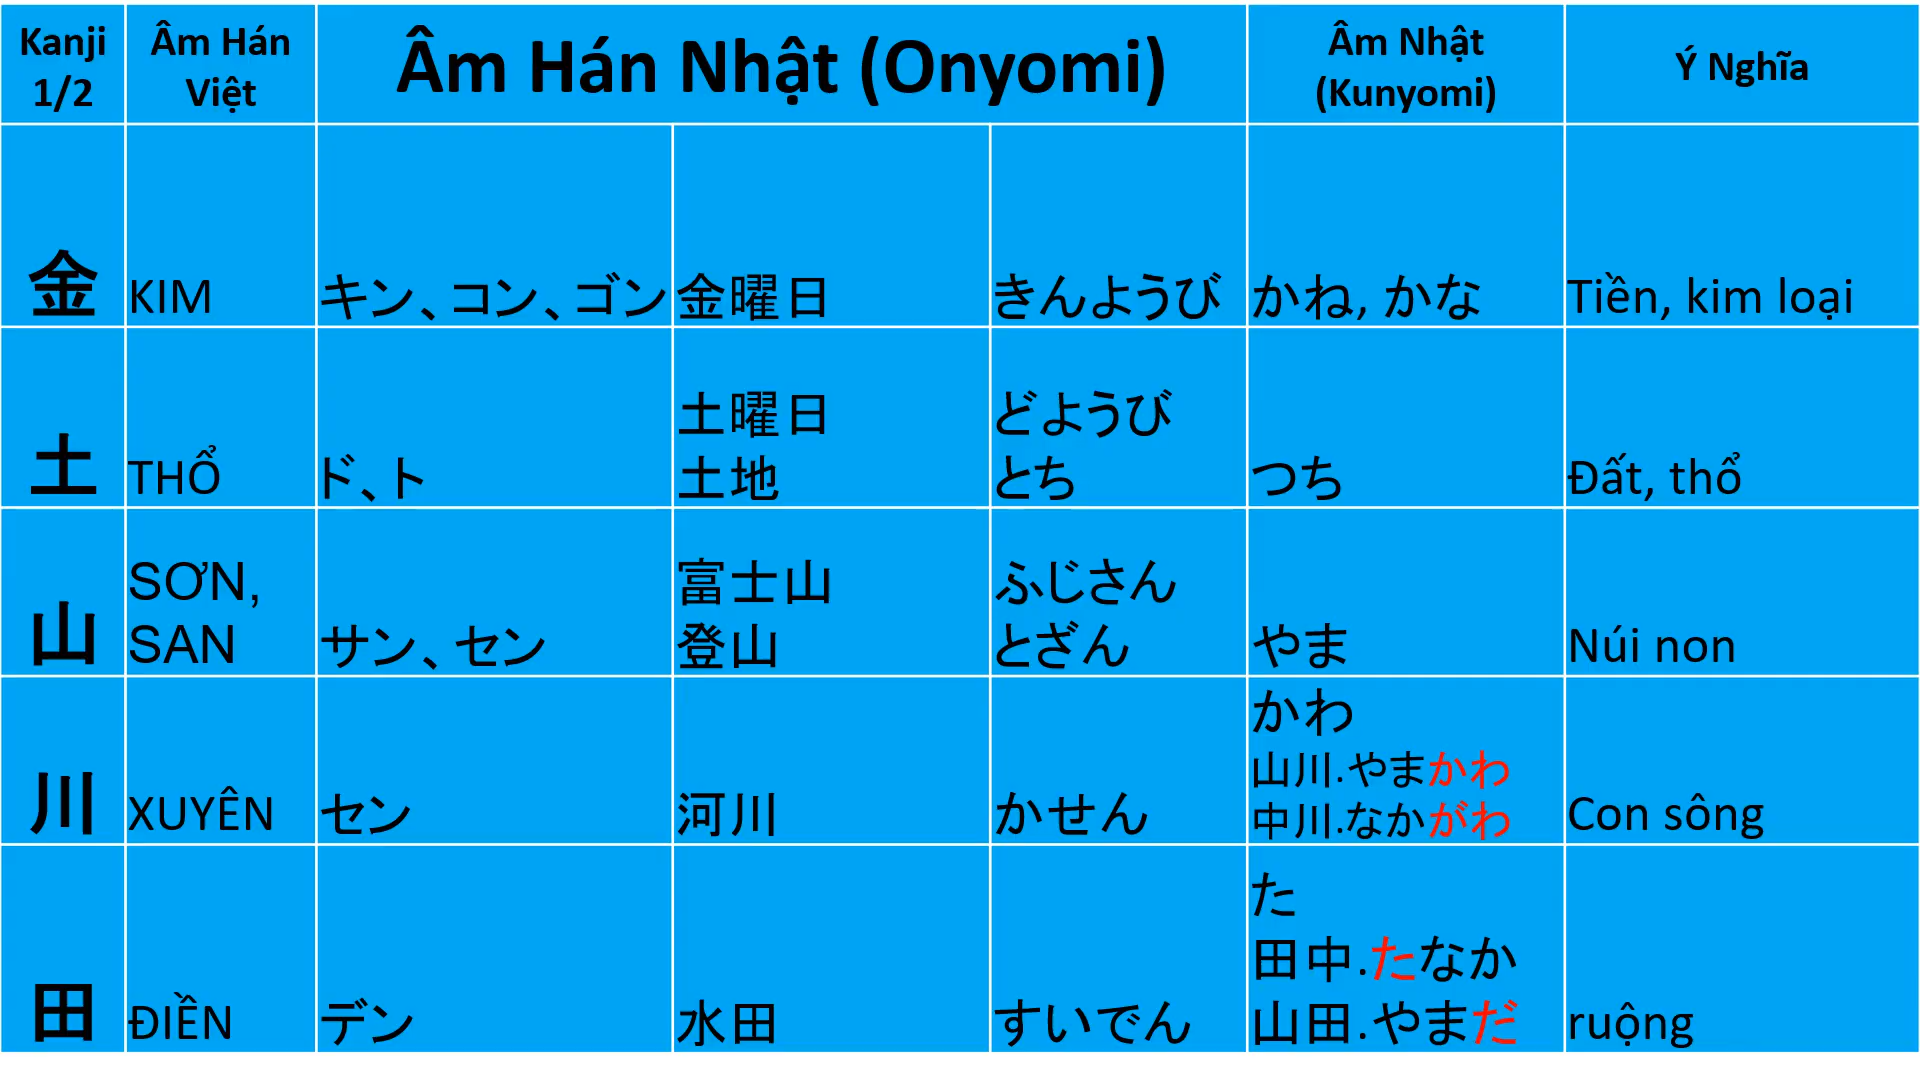 Kanji
1/2
Âm Hán
Việt
Âm Hán Nhật (Onyomi)
Âm Nhật
(Kunyomi)
Ý Nghĩa
金
KIM
キン、コン、ゴン
金曜日
きんようび
かね, かな
Tiền, kim loại
土
THỔ
ド、ト
土曜日
土地
どようび
とち
つち
Đất, thổ
山
SƠN,
SAN
サン、セン
富士山
登山
ふじさん
とざん
やま
Núi non
川
XUYÊN
セン
河川
かせん
かわ
山川.やまかわ
中川.なかがわ
Con sông
田
ĐIỀN
デン
水田
すいでん
た
田中.たなか
山田.やまだ
ruộng